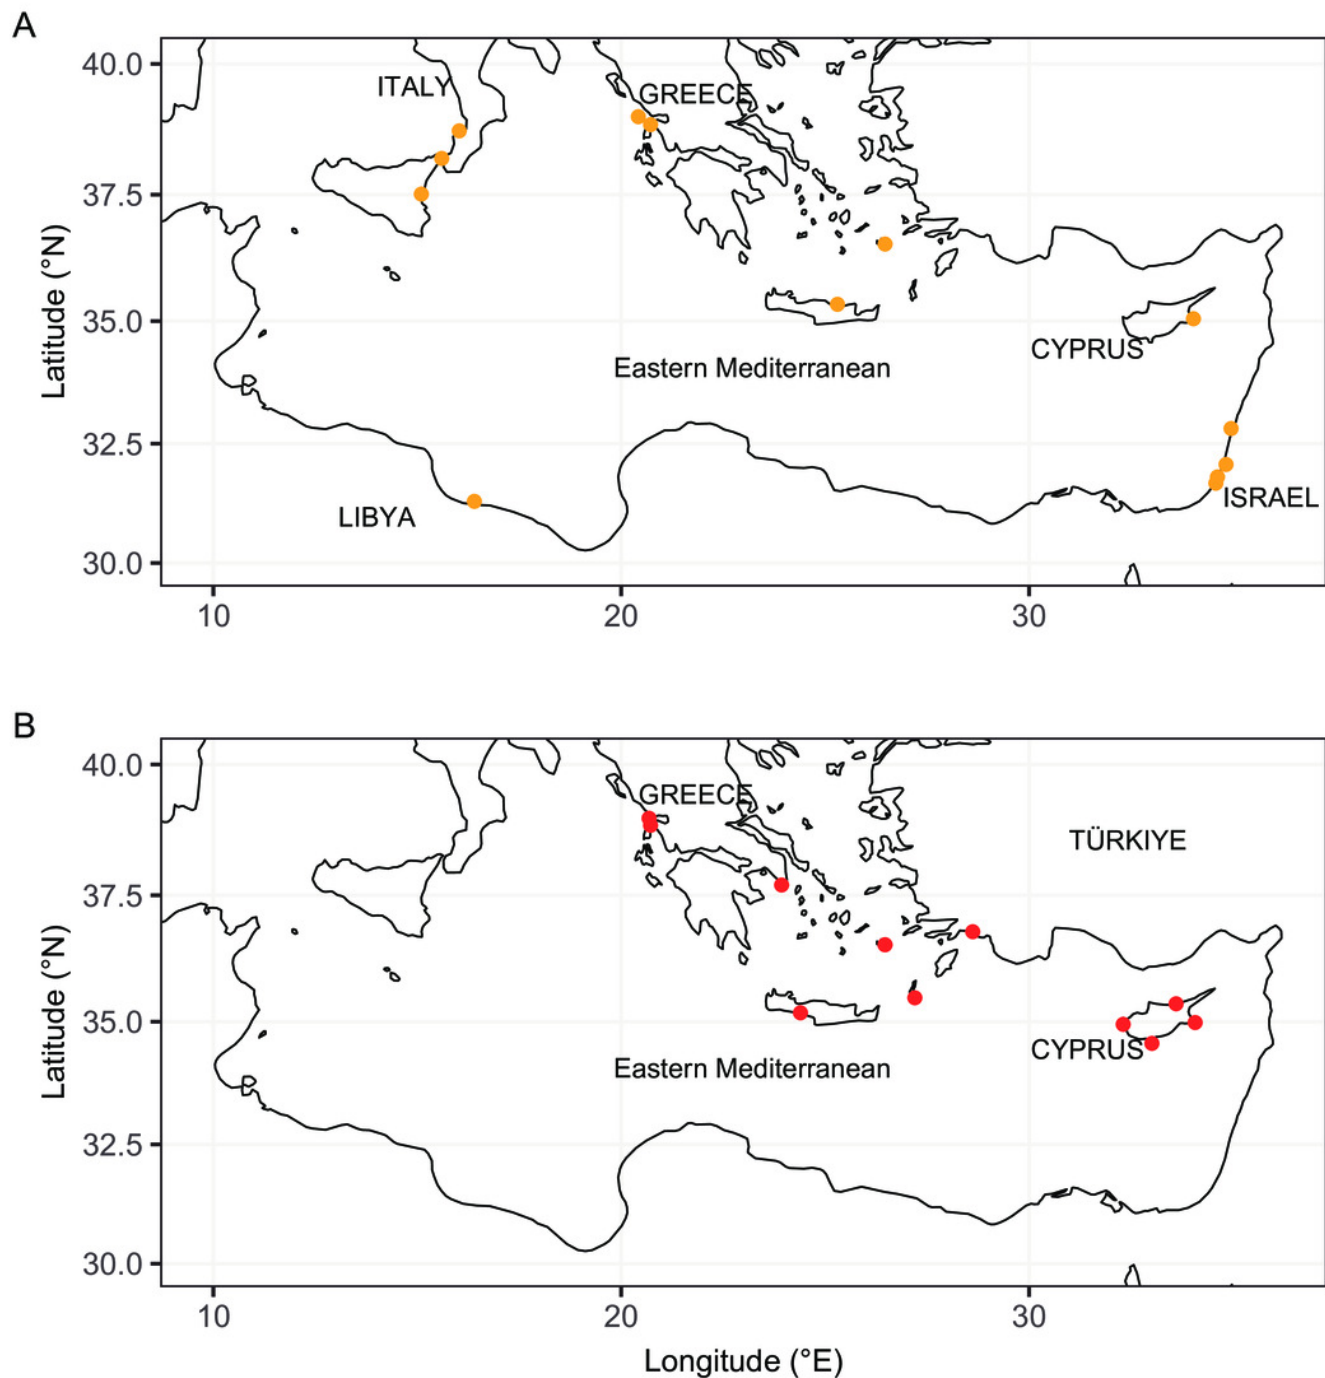 A
40.0
ITALY
GREECE
37.5
Latitude (°N)
35.0
CYPRUS
Eastern Mediterranean
32.5
ISRAEL
LIBYA
30.0
10 20 30
B
40.0
GREECE
TÜRKIYE
37.5
Latitude (°N)
35.0
CYPRUS
Eastern Mediterranean
32.5
30.0
10 20 30
Longitude (°E)